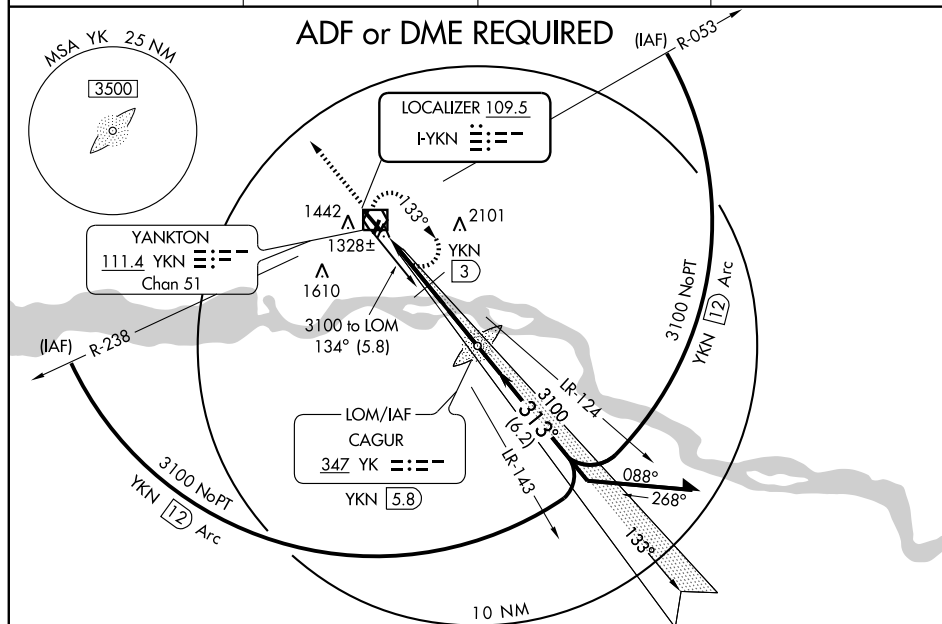 ADF or DME REQUIRED
MSA YK 25 NM
3500
(IAF) R-053
LOCALIZER 109.5
I-YKN
1442
133°
2101
1328±
YKN
3
YANKTON
111.4 YKN
Chan 51
1610
3100 to LOM
134° (5.8)
3100 NoPT
YKN 12 Arc
(IAF) R-238
LOM/IAF
CAGUR
347 YK
YKN 5.8
3100
313°
(6.2)
LR-124
LR-143
088°
268°
133°
3100 NoPT
YKN 12 Arc
10 NM